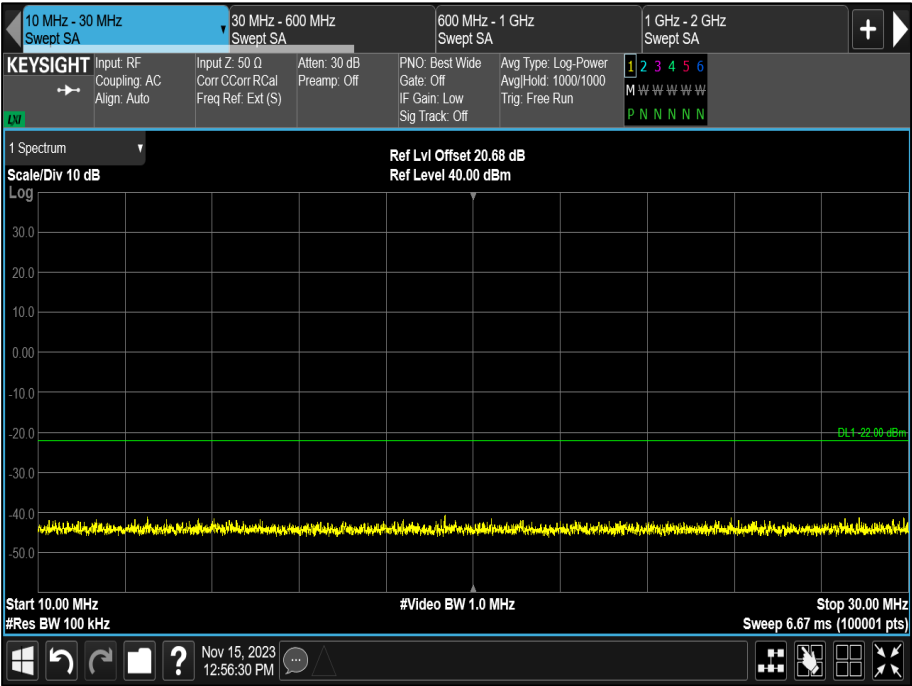 10 MHz - 30 MHz
Swept SA
30 MHz - 600 MHz
Swept SA
600 MHz - 1 GHz
Swept SA
1 GHz - 2 GHz
Swept SA
+
KEYSIGHT
LXI
Input: RF
Coupling: AC
Align: Auto
Input Z: 50 Ω
Corr CCorr RCal
Freq Ref: Ext (S)
Atten: 30 dB
Preamp: Off
PNO: Best Wide
Gate: Off
IF Gain: Low
Sig Track: Off
Avg Type: Log-Power
Avg|Hold: 1000/1000
Trig: Free Run
1 2 3 4 5 6
M W W W W W
P N N N N N
1 Spectrum
Scale/Div 10 dB
Ref Lvl Offset 20.68 dB
Ref Level 40.00 dBm
Log
30.0
20.0
10.0
0.00
-10.0
-20.0
DL1 -22.00 dBm
-30.0
-40.0
-50.0
Start 10.00 MHz
#Video BW 1.0 MHz
Stop 30.00 MHz
#Res BW 100 kHz
Sweep 6.67 ms (100001 pts)
?
Nov 15, 2023
12:56:30 PM